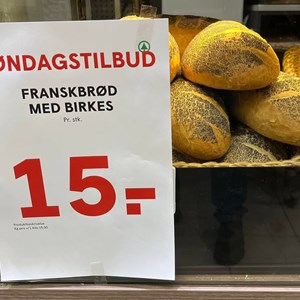 ØNDAGSTILBUD
FRANSKBRØD
MED BIRKES
Pr. stk.
15.-